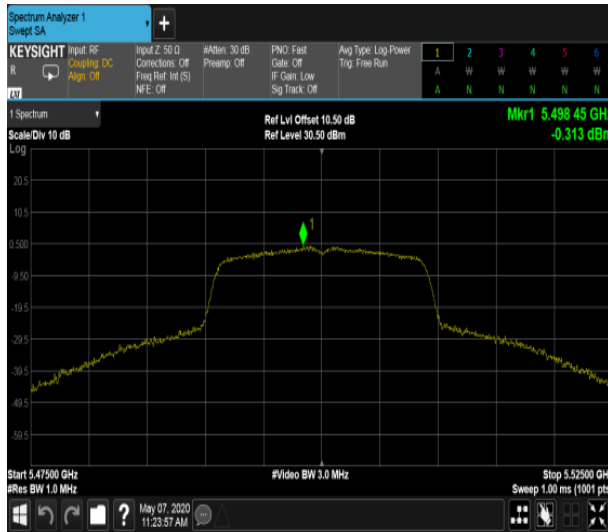 Spectrum Analyzer 1
Swept SA
+
KEYSIGHT
R
LXI
Input: RF
Coupling: DC
Align: Off
Input Z: 50 Ω
Corrections: Off
Freq Ref: Int (S)
NFE: Off
#Atten: 30 dB
Preamp: Off
PNO: Fast
Gate: Off
IF Gain: Low
Sig Track: Off
Avg Type: Log-Power
Trig: Free Run
1 2 3 4 5 6
A W W W W W
A N N N N N
1 Spectrum
Scale/Div 10 dB
Log
Ref Lvl Offset 10.50 dB
Ref Level 30.50 dBm
Mkr1 5.498 45 GH
-0.313 dBm
20.5
10.5
0.500
-9.50
-19.5
-29.5
-39.5
-49.5
-59.5
1
Start 5.47500 GHz
#Res BW 1.0 MHz
#Video BW 3.0 MHz
Stop 5.52500 GH
Sweep 1.00 ms (1001 pts
?
May 07, 2020
11:23:57 AM